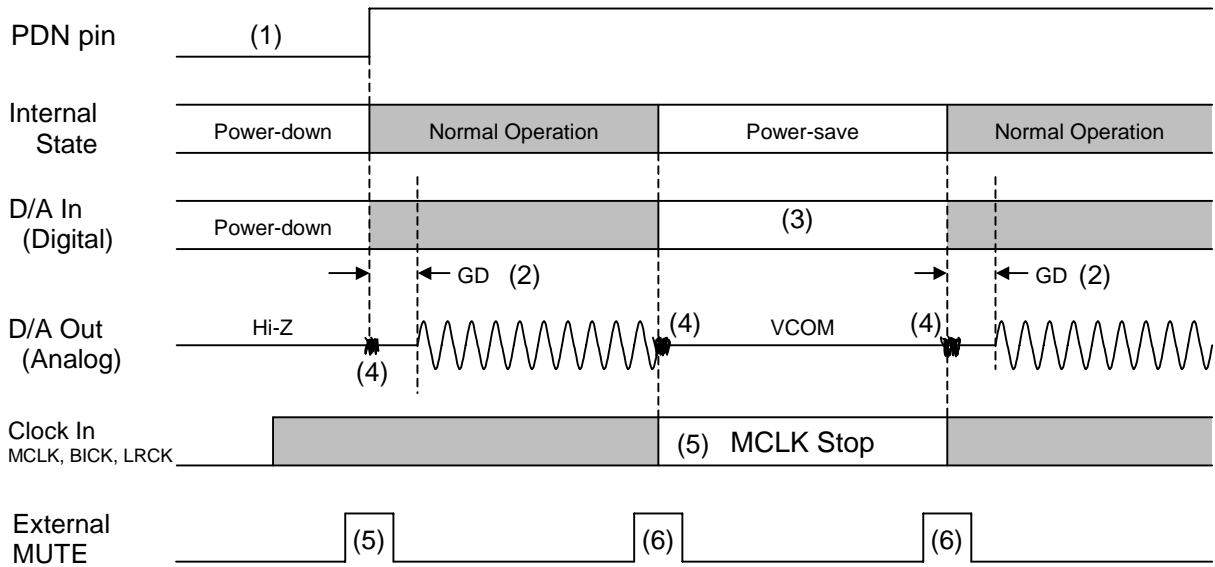 PDN pin
(1)
Internal
State
Power-down
Normal Operation
Power-save
Normal Operation
D/A In
(Digital)
Power-down
(3)
GD (2)
GD (2)
D/A Out
(Analog)
Hi-Z
(4)
(4)
VCOM
(4)
Clock In
MCLK, BICK, LRCK
(5) MCLK Stop
External
MUTE
(5)
(6)
(6)